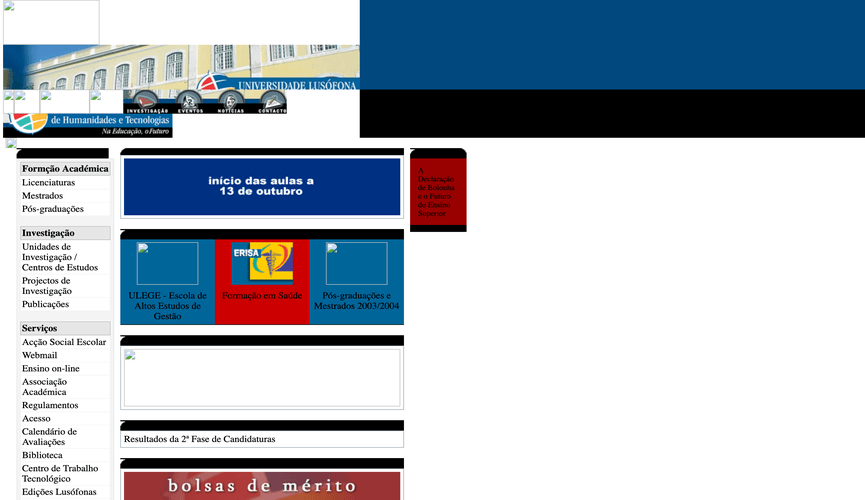 UNIVERSIDADE LUSÓFONA
INVESTIGAÇÃO
EVENTOS
NOTÍCIAS
CONTACTO
de Humanidades e Tecnologias
Na Educação, o Futuro
Formção Académica
Licenciaturas
Mestrados
Pós-graduações
Investigação
Unidades de
Investigação /
Centros de Estudos
Projectos de
Investigação
Publicações
Serviços
Acção Social Escolar
Webmail
Ensino on-line
Associação
Académica
Regulamentos
Acesso
Calendário de
Avaliações
Biblioteca
Centro de Trabalho
Tecnológico
Edições Lusófonas
início das aulas a
13 de outubro
ULEGE - Escola de
Altos Estudos de
Gestão
ERISA
Formação em Saúde
Pós-graduações e
Mestrados 2003/2004
Resultados da 2ª Fase de Candidaturas
bolsas de mérito
A
Declaração
de Bolonha
e o Futuro
do Ensino
Superior